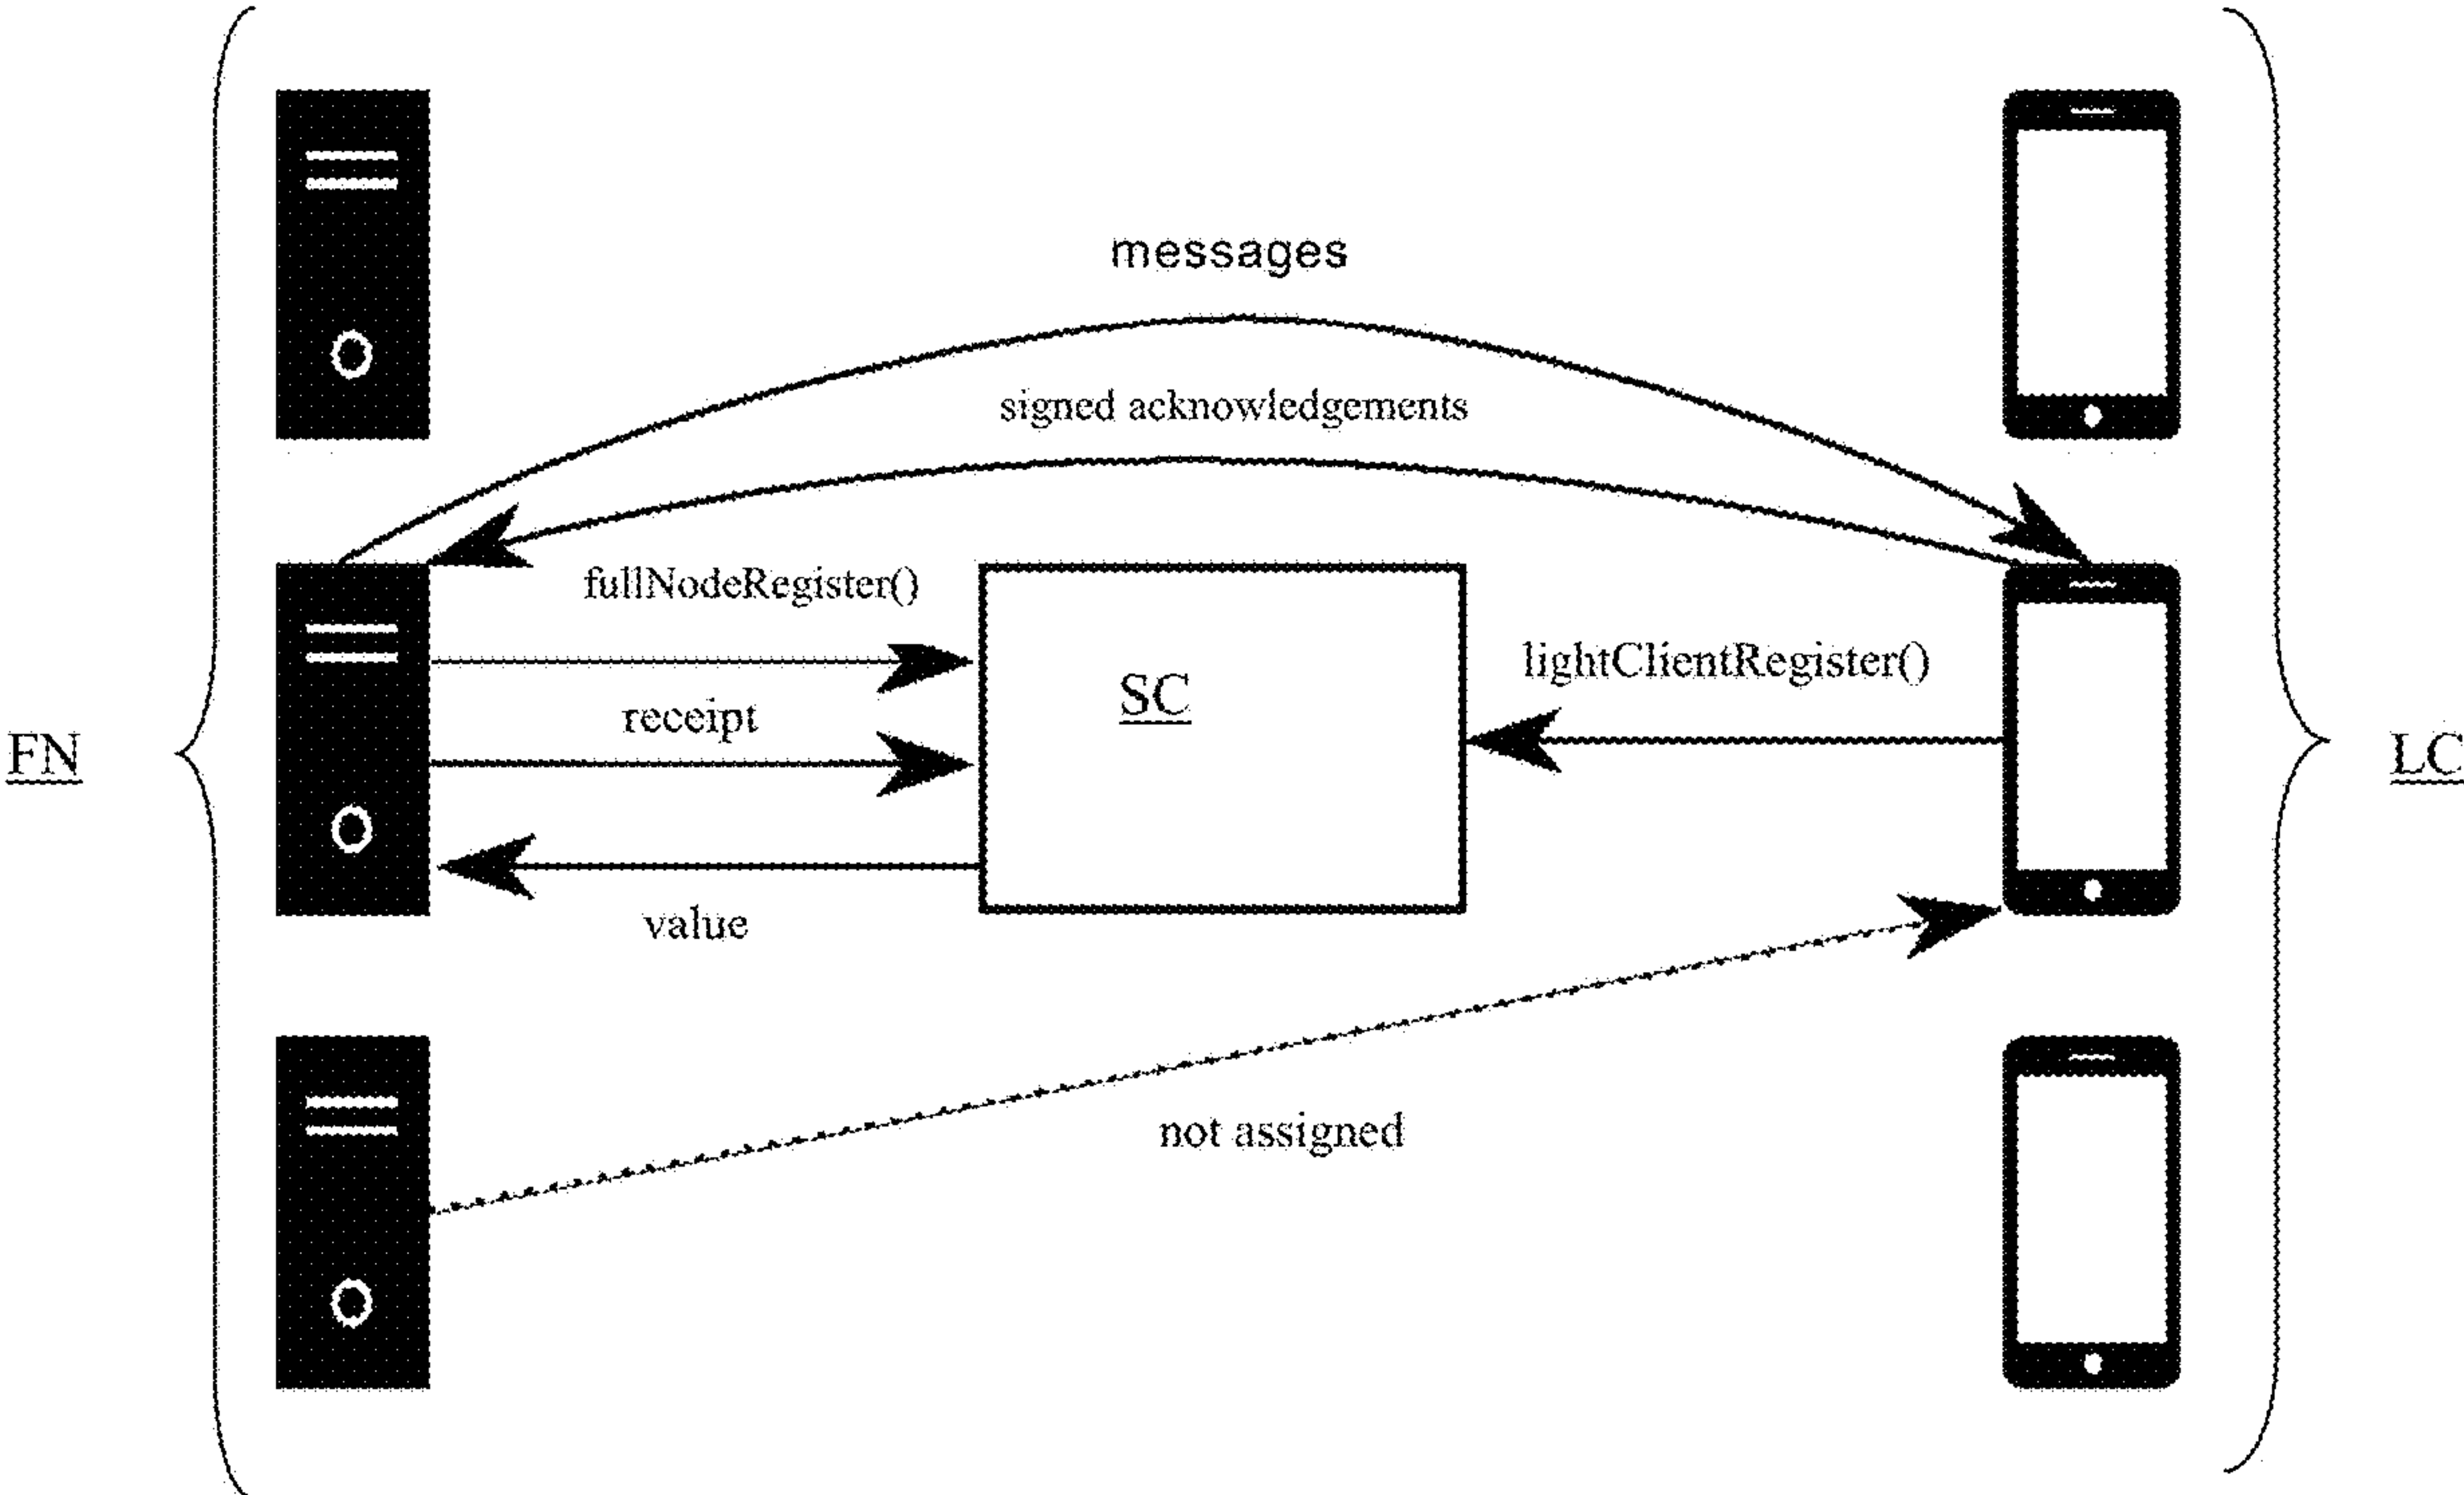 messages
signed acknowledgements
fullNodeRegister()
SC
lightClientRegister()
receipt
FN
LC
value
not assigned